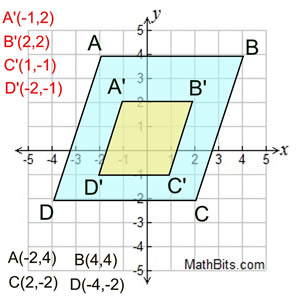 A'(-1,2)
B'(2,2)
C'(1,-1)
D'(-2,-1)
y
5
A
B
4
3
A'
B'
2
1
-5 -4 -3 -2 -1 1 2 3 4 5
x
-1
D'
C'
D
-2
C
-3
-4
-5
A(-2,4) B(4,4)
C(2,-2) D(-4,-2)
MathBits.com